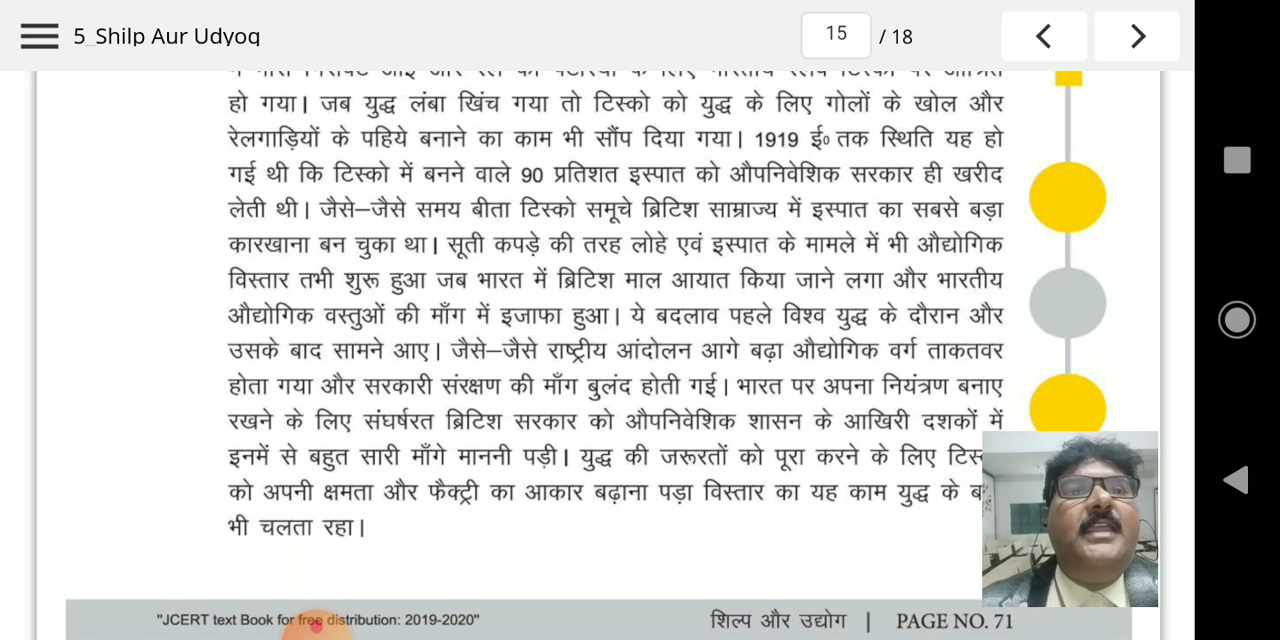 5_Shilp Aur Udyog
15 / 18
हो गया। जब युद्ध लंबा खिंच गया तो टिस्को को युद्ध के लिए गोलों के खोल और
रेलगाड़ियों के पहिये बनाने का काम भी सौंप दिया गया। 1919 ई० तक स्थिति यह हो
गई थी कि टिस्को में बनने वाले 90 प्रतिशत इस्पात को औपनिवेशिक सरकार ही खरीद
लेती थी। जैसे–जैसे समय बीता टिस्को समूचे ब्रिटिश साम्राज्य में इस्पात का सबसे बड़ा
कारखाना बन चुका था। सूती कपड़े की तरह लोहे एवं इस्पात के मामले में भी औद्योगिक
विस्तार तभी शुरू हुआ जब भारत में ब्रिटिश माल आयात किया जाने लगा और भारतीय
औद्योगिक वस्तुओं की माँग में इजाफा हुआ। ये बदलाव पहले विश्व युद्ध के दौरान और
उसके बाद सामने आए। जैसे–जैसे राष्ट्रीय आंदोलन आगे बढ़ा औद्योगिक वर्ग ताकतवर
होता गया और सरकारी संरक्षण की माँग बुलंद होती गई। भारत पर अपना नियंत्रण बनाए
रखने के लिए संघर्षरत ब्रिटिश सरकार को औपनिवेशिक शासन के आखिरी दशकों में
इनमें से बहुत सारी माँगे माननी पड़ी। युद्ध की जरूरतों को पूरा करने के लिए
को अपनी क्षमता और फैक्ट्री का आकार बढ़ाना पड़ा विस्तार का यह काम युद्ध के
भी चलता रहा।
"JCERT text Book for free distribution: 2019-2020"
शिल्प और उद्योग | PAGE NO. 71